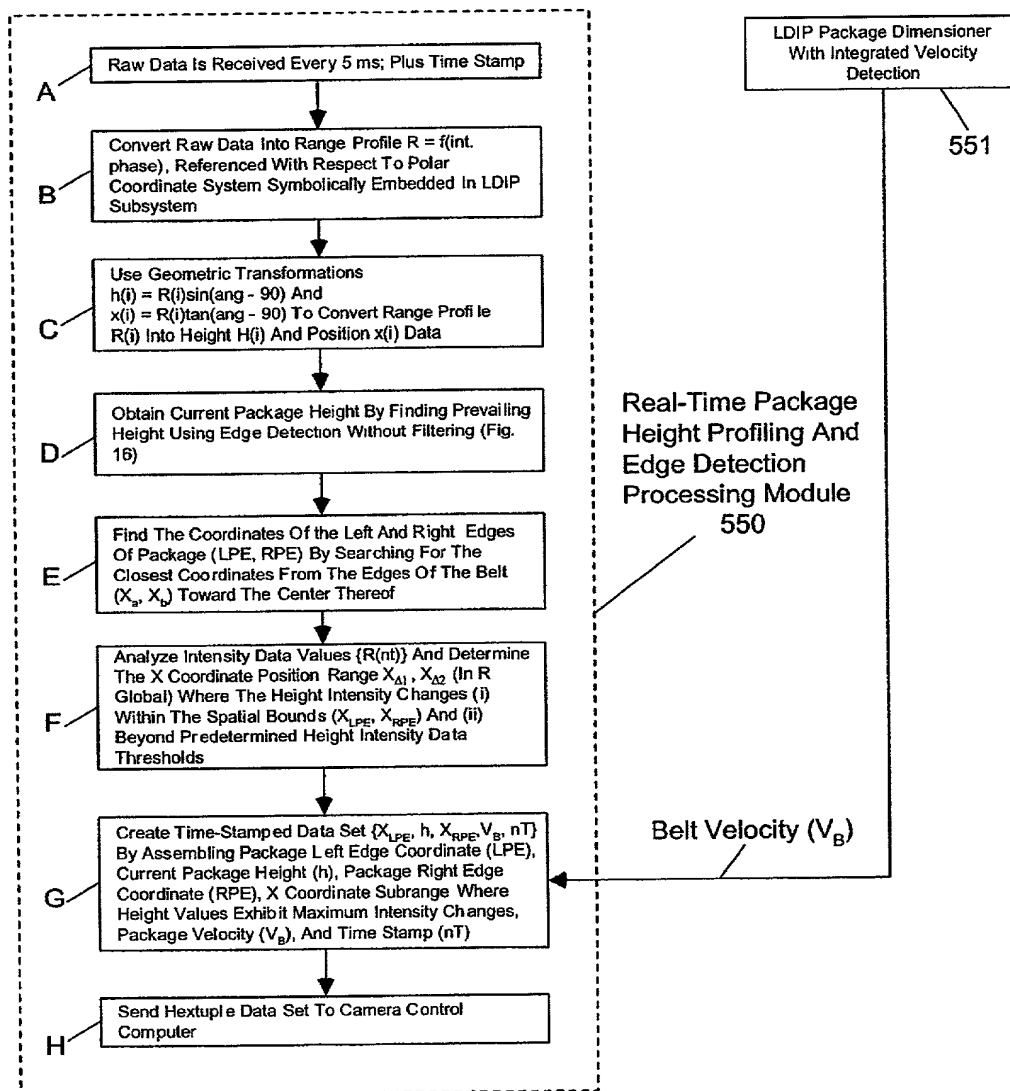 LDIP Package Dimensioner
With Integrated Velocity
Detection
551
A
Raw Data Is Received Every 5 ms; Plus Time Stamp
B
Convert Raw Data Into Range Profile R = f(int.
phase), Referenced With Respect To Polar
Coordinate System Symbolically Embedded In LDIP
Subsystem
C
Use Geometric Transformations
h(i) = R(i)sin(ang - 90) And
x(i) = R(i)tan(ang - 90) To Convert Range Profile
R(i) Into Height H(i) And Position x(i) Data
D
Obtain Current Package Height By Finding Prevailing
Height Using Edge Detection Without Filtering (Fig.
16)
Real-Time Package
Height Profiling And
Edge Detection
Processing Module
550
E
Find The Coordinates Of the Left And Right Edges
Of Package (LPE, RPE) By Searching For The
Closest Coordinates From The Edges Of The Belt
(Xa, Xb) Toward The Center Thereof
F
Analyze Intensity Data Values {R(nt)} And Determine
The X Coordinate Position Range XΔ1, XΔ2 (In R
Global) Where The Height Intensity Changes (i)
Within The Spatial Bounds (XLPE, XRPE) And (ii)
Beyond Predetermined Height Intensity Data
Thresholds
G
Create Time-Stamped Data Set {XLPE, h, XRPE,VB, nT}
By Assembling Package Left Edge Coordinate (LPE),
Current Package Height (h), Package Right Edge
Coordinate (RPE), X Coordinate Subrange Where
Height Values Exhibit Maximum Intensity Changes,
Package Velocity (VB), And Time Stamp (nT)
Belt Velocity (VB)
H
Send Hextuple Data Set To Camera Control
Computer